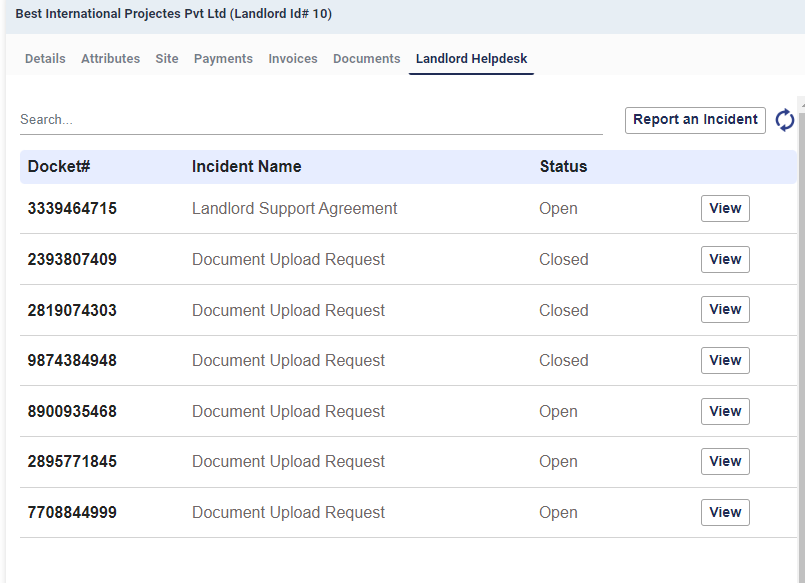 Best International Projectes Pvt Ltd (Landlord Id# 10)
Details Attributes Site Payments Invoices Documents Landlord Helpdesk
Search... Report an Incident
Docket# Incident Name Status
3339464715 Landlord Support Agreement Open View
2393807409 Document Upload Request Closed View
2819074303 Document Upload Request Closed View
9874384948 Document Upload Request Closed View
8900935468 Document Upload Request Open View
2895771845 Document Upload Request Open View
7708844999 Document Upload Request Open View